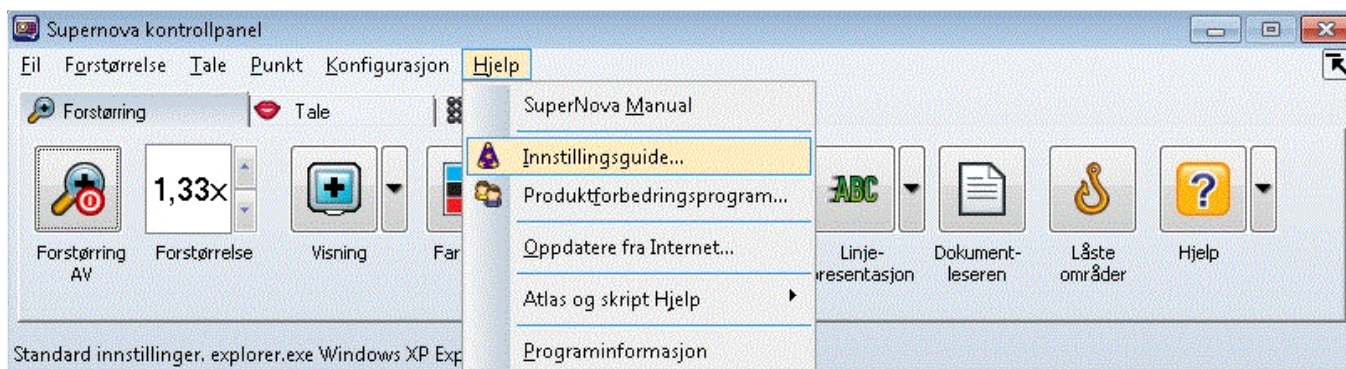 Supernova kontrollpanel
Fil Forstørrelse Tale Punkt Konfigurasjon Hjelp
Forstørring Tale
SuperNova Manual
Innstillingsguide...
Produktforbedringsprogram...
Oppdatere fra Internet...
Atlas og skript Hjelp
Programinformasjon
1,33x
ABC
?
Forstørring
AV
Forstørrelse
Visning
Far
Linje-
presentasjon
Dokument-
leseren
Låste
områder
Hjelp
Standard innstillinger. explorer.exe Windows XP Exp